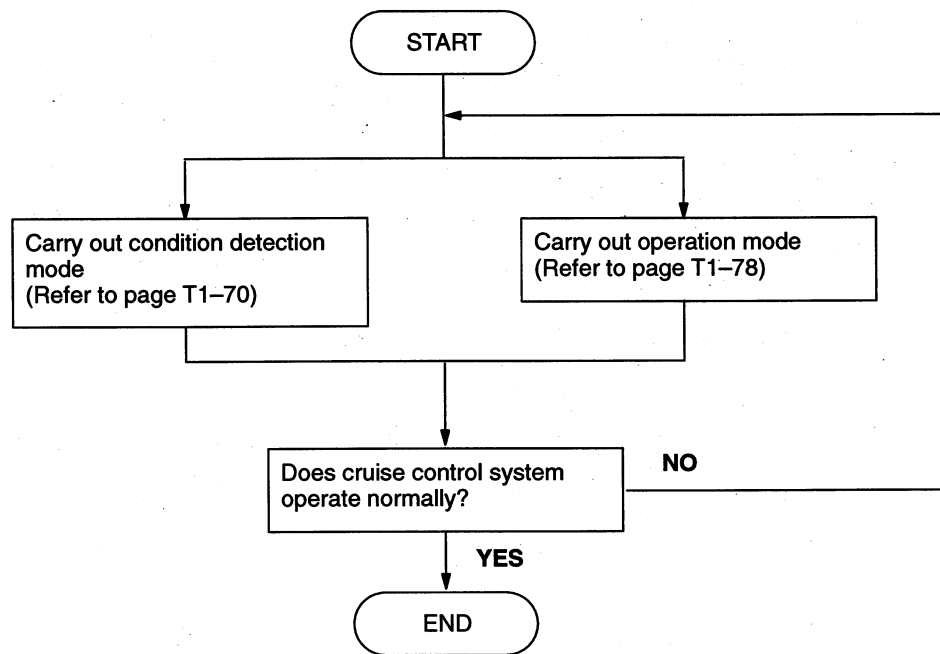 START
Carry out condition detection
mode
(Refer to page T1–70)
Carry out operation mode
(Refer to page T1–78)
Does cruise control system
operate normally?
NO
YES
END